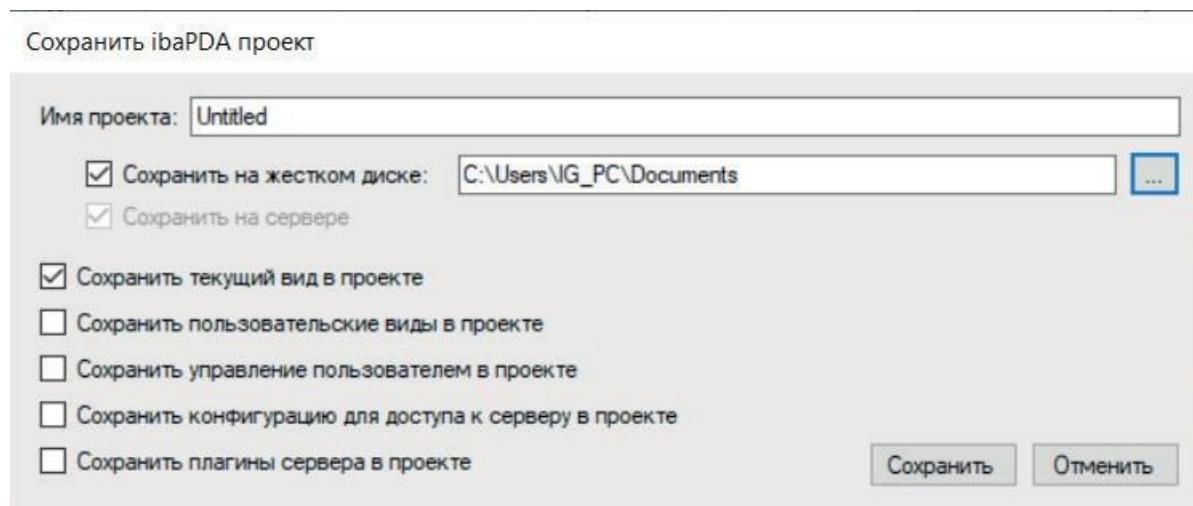 Сохранить ibaPDA проект
Имя проекта: Untitled
Сохранить на жестком диске: C:\Users\IG_PC\Documents ...
Сохранить на сервере
Сохранить текущий вид в проекте
Сохранить пользовательские виды в проекте
Сохранить управление пользователем в проекте
Сохранить конфигурацию для доступа к серверу в проекте
Сохранить плагины сервера в проекте
Сохранить Отменить